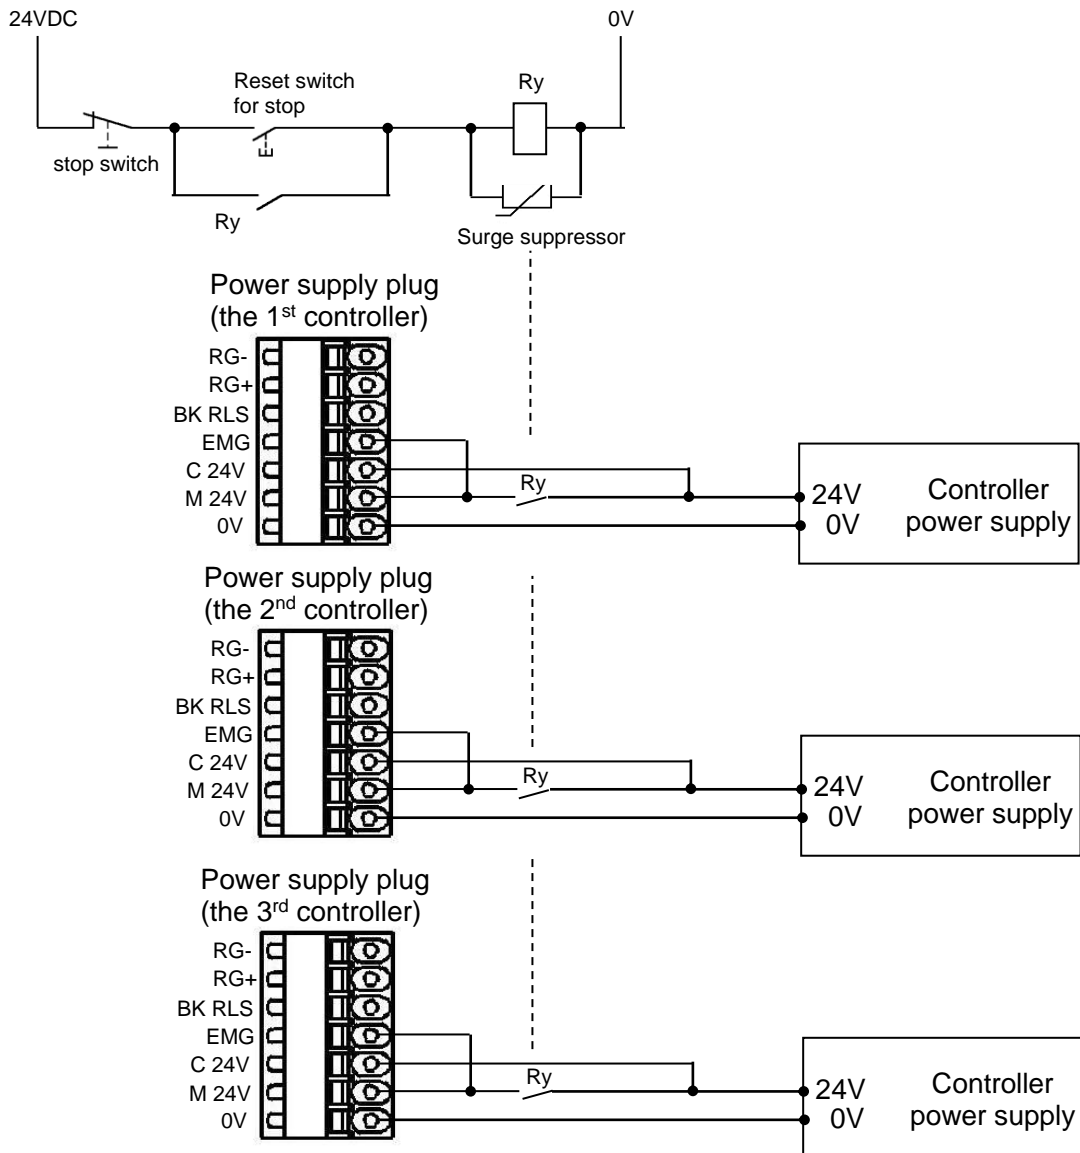 24VDC
0V
Reset switch
for stop
Ry
stop switch
Ry
Surge suppressor
Power supply plug
(the 1st controller)
RG-
RG+
BK RLS
EMG
C 24V
M 24V
0V
Ry
24V
0V
Controller
power supply
Power supply plug
(the 2nd controller)
RG-
RG+
BK RLS
EMG
C 24V
M 24V
0V
Ry
24V
0V
Controller
power supply
Power supply plug
(the 3rd controller)
RG-
RG+
BK RLS
EMG
C 24V
M 24V
0V
Ry
24V
0V
Controller
power supply